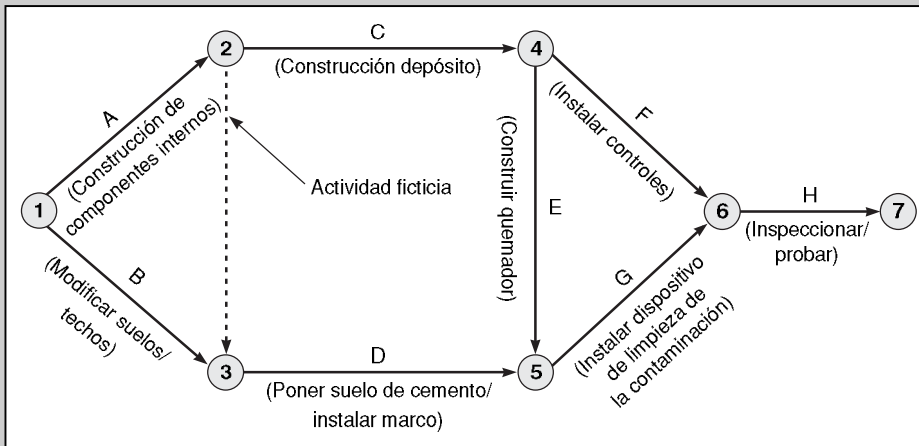 C
2
4
(Construcción depósito)
A
(Construcción de
componentes internos)
F
(Instalar controles)
(Construir quemador)
E
Actividad ficticia
1
6
H
7
(Inspeccionar/
probar)
B
(Modificar suelos/
techos)
G
(Instalar dispositivo
de limpieza de
la contaminación)
3
D
5
(Poner suelo de cemento/
instalar marco)